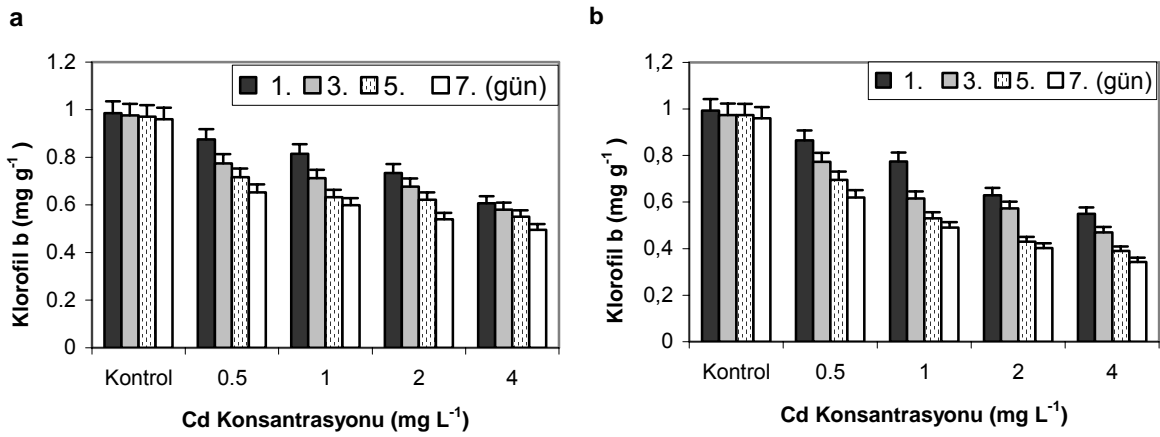 a
1.2
1
0.8
0.6
0.4
0.2
0
Klorofil b (mg g-1)
1. 3. 5. 7. (gün)
Kontrol 0.5 1 2 4
Cd Konsantrasyonu (mg L-1)
b
1,2
1
0,8
0,6
0,4
0,2
0
Klorofil b (mg g-1)
1. 3. 5. 7. (gün)
Kontrol 0.5 1 2 4
Cd Konsantrasyonu (mg L-1)